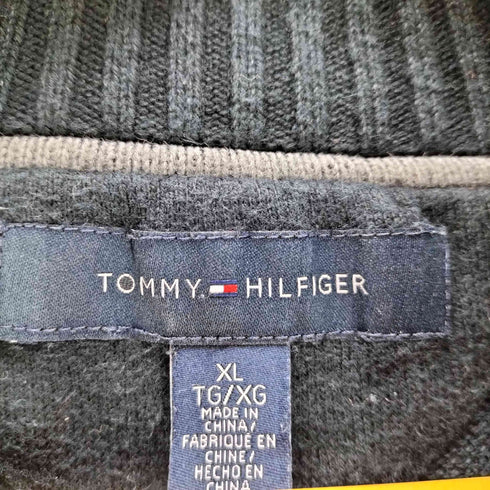 TOMMY HILFIGER
XL
TG/XG
MADE IN
CHINA/
FABRIQUÉ EN
CHINE/
HECHO EN
CHINA